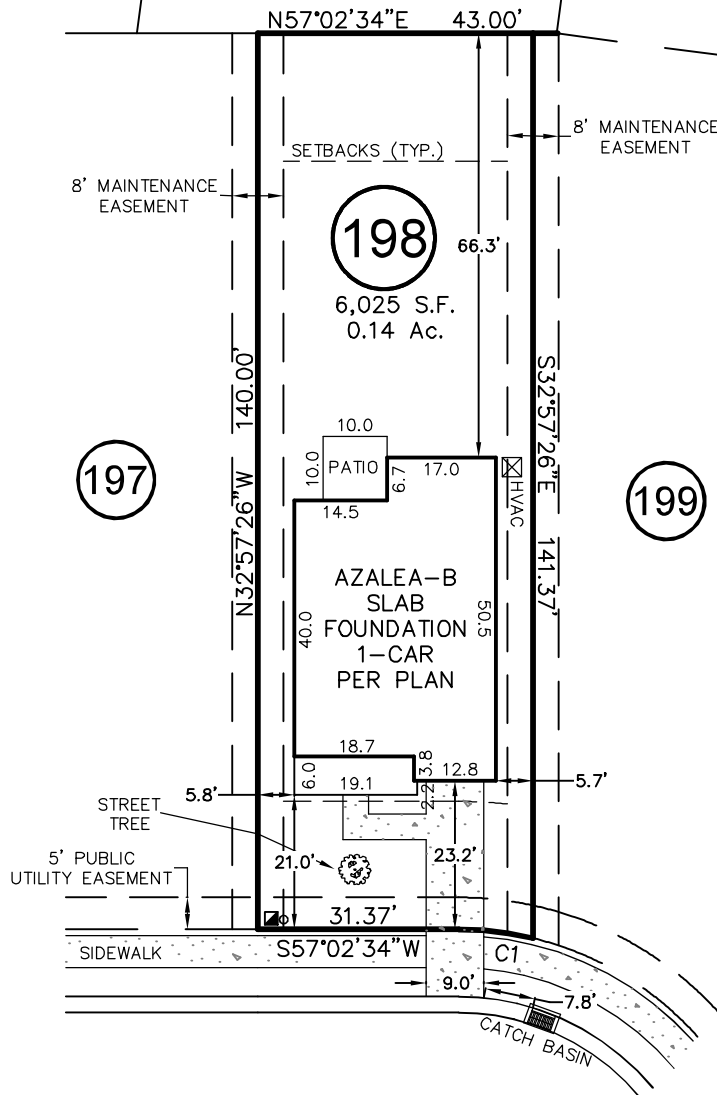 N57°02'34"E 43.00'
8' MAINTENANCE
EASEMENT
SETBACKS (TYP.)
8' MAINTENANCE
EASEMENT
198
66.3'
6,025 S.F.
0.14 Ac.
N32°57'26"W 140.00'
S32°57'26"E 141.37'
197
199
10.0
10.0
PATIO
6.7
17.0
HVAC
14.5
40.0
50.5
AZALEA-B
SLAB
FOUNDATION
1-CAR
PER PLAN
18.7
3.8
12.8
6.0
19.1
2.2
5.8'
5.7'
STREET
TREE
21.0'
23.2'
5' PUBLIC
UTILITY EASEMENT
31.37'
SIDEWALK
S57°02'34"W
C1
9.0'
7.8'
CATCH BASIN